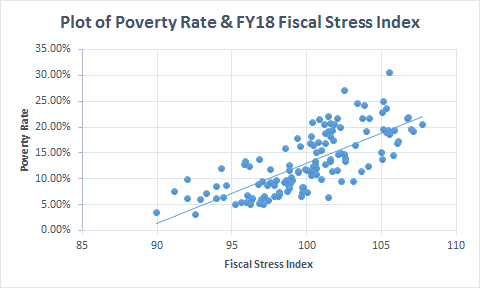 Plot of Poverty Rate & FY18 Fiscal Stress Index
35.00%
30.00%
25.00%
20.00%
15.00%
10.00%
5.00%
0.00%
Poverty Rate
85 90 95 100 105 110
Fiscal Stress Index